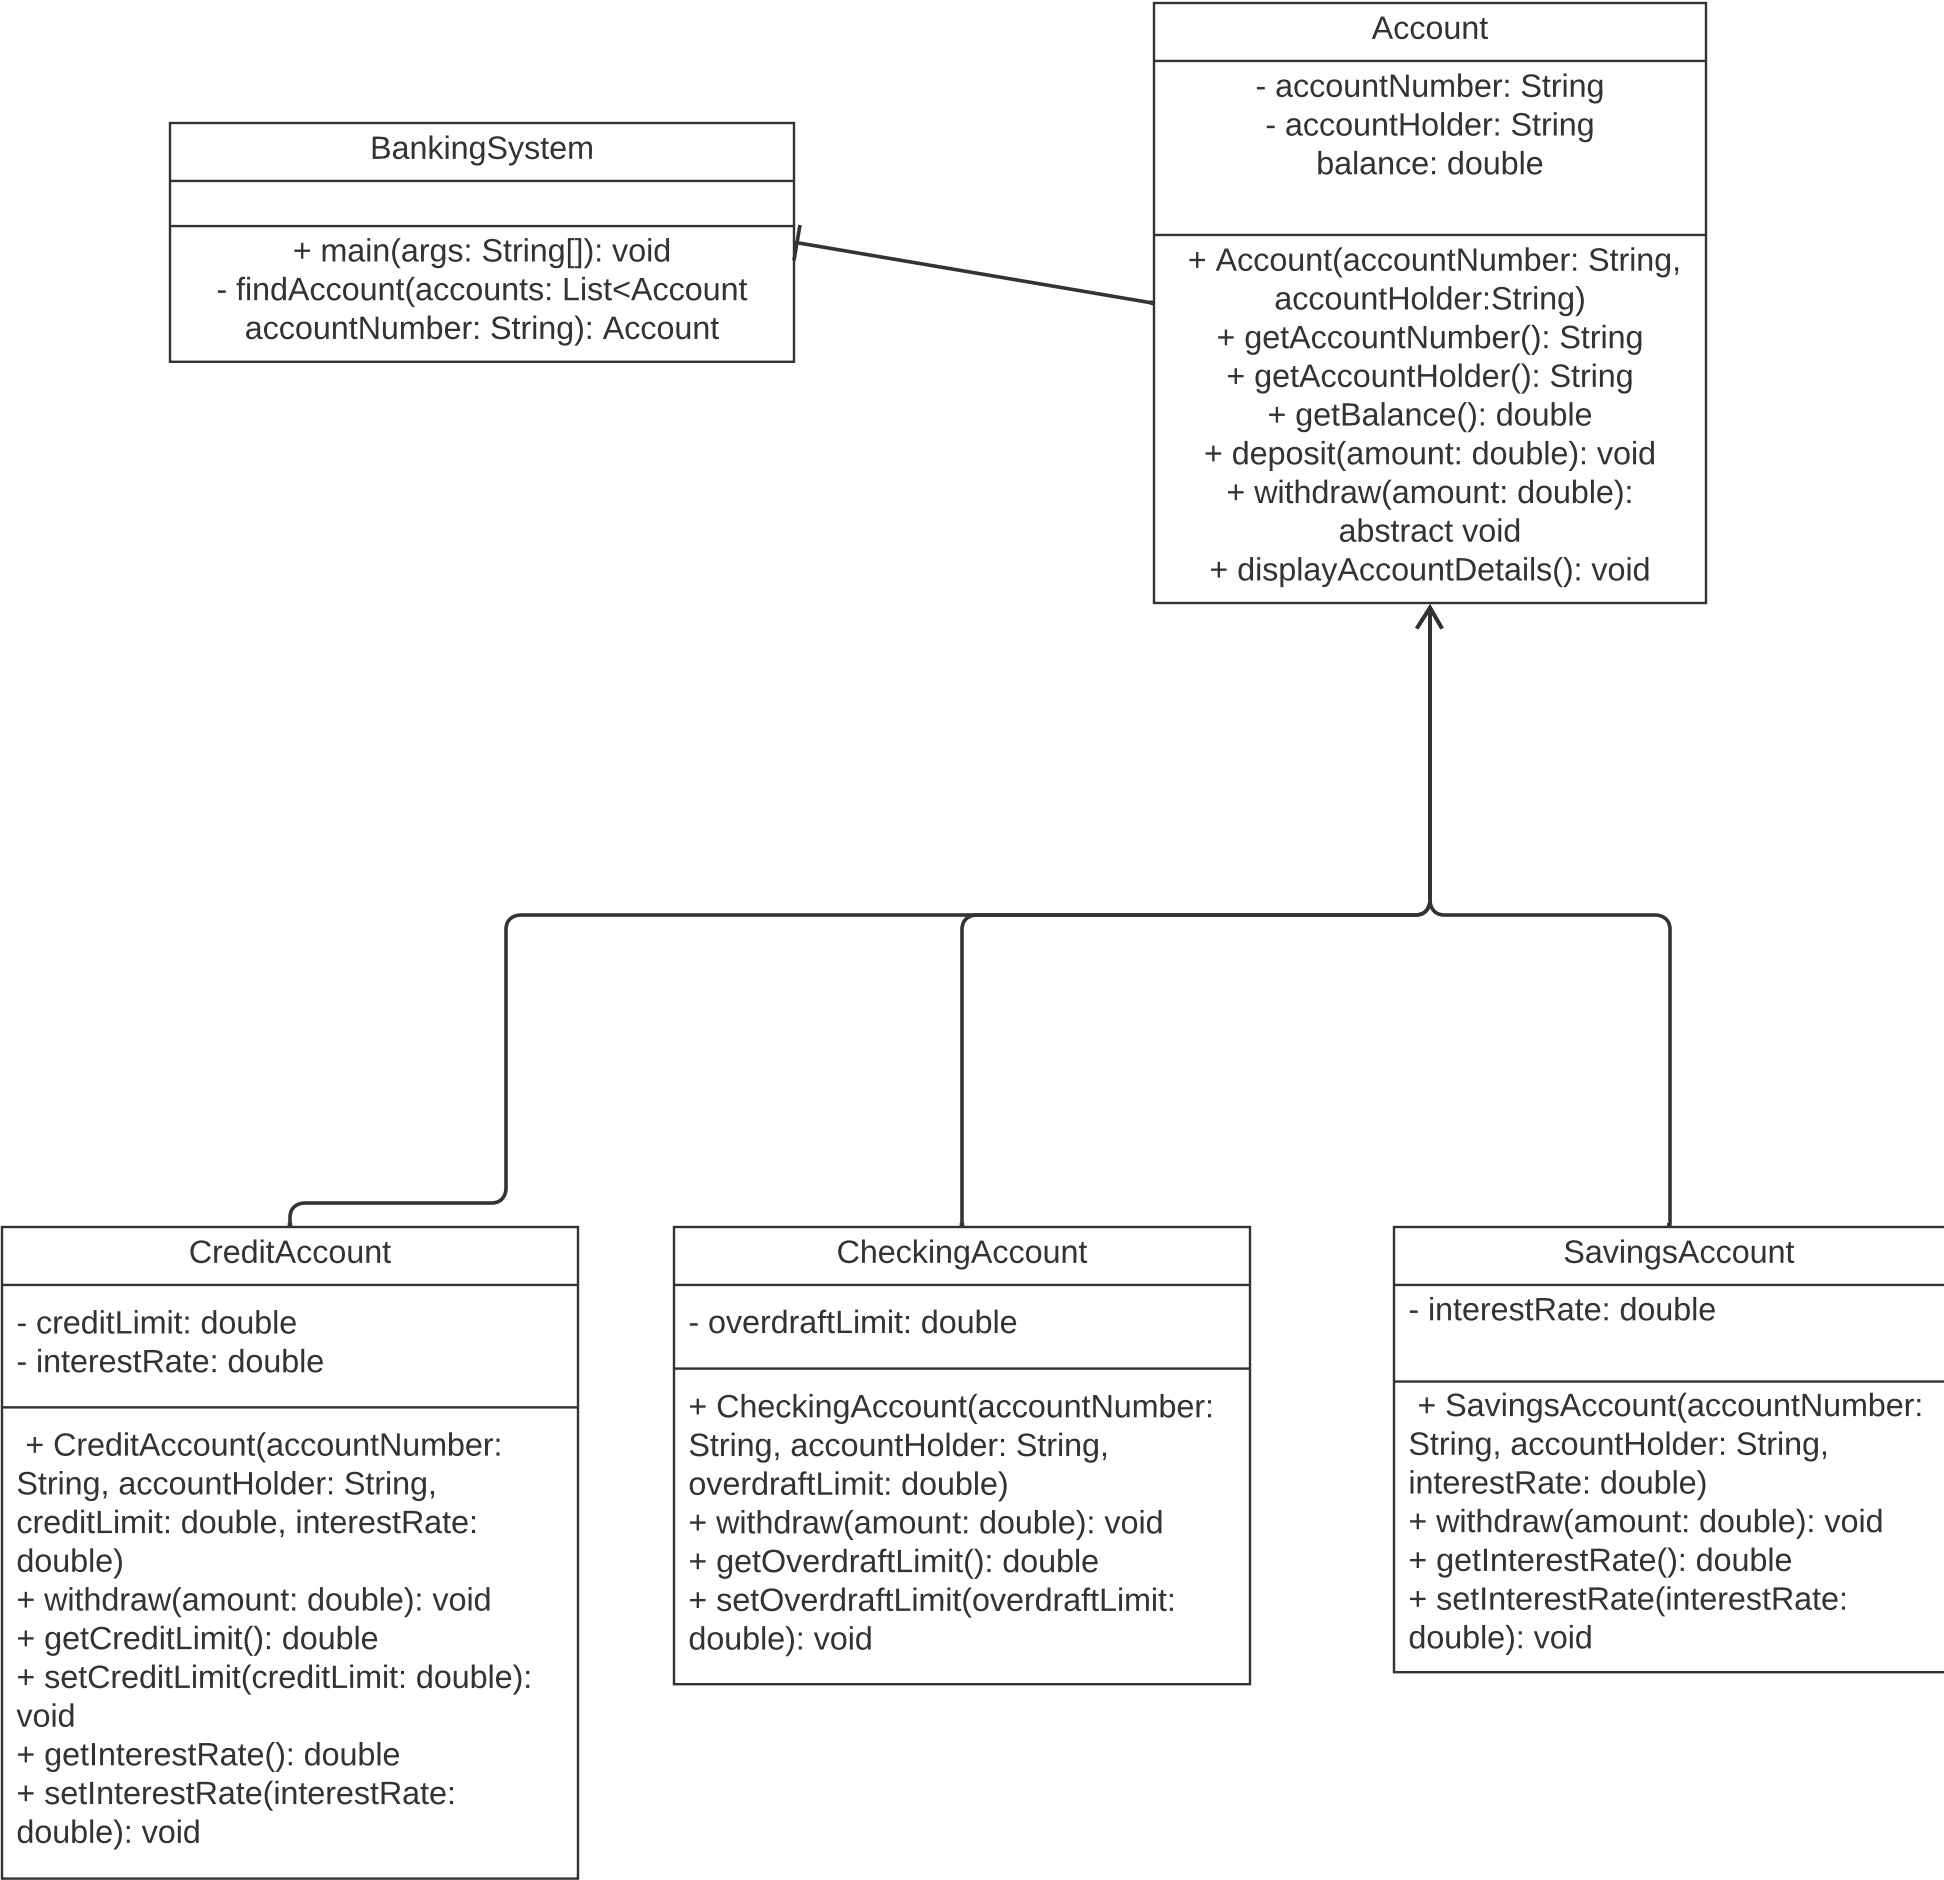 Account
- accountNumber: String
- accountHolder: String
balance: double
+ Account(accountNumber: String,
accountHolder:String)
+ getAccountNumber(): String
+ getAccountHolder(): String
+ getBalance(): double
+ deposit(amount: double): void
+ withdraw(amount: double):
abstract void
+ displayAccountDetails(): void
BankingSystem
+ main(args: String[]): void
- findAccount(accounts: List<Account
accountNumber: String): Account
CreditAccount
- creditLimit: double
- interestRate: double
+ CreditAccount(accountNumber:
String, accountHolder: String,
creditLimit: double, interestRate:
double)
+ withdraw(amount: double): void
+ getCreditLimit(): double
+ setCreditLimit(creditLimit: double):
void
+ getInterestRate(): double
+ setInterestRate(interestRate:
double): void
CheckingAccount
- overdraftLimit: double
+ CheckingAccount(accountNumber:
String, accountHolder: String,
overdraftLimit: double)
+ withdraw(amount: double): void
+ getOverdraftLimit(): double
+ setOverdraftLimit(overdraftLimit:
double): void
SavingsAccount
- interestRate: double
+ SavingsAccount(accountNumber:
String, accountHolder: String,
interestRate: double)
+ withdraw(amount: double): void
+ getInterestRate(): double
+ setInterestRate(interestRate:
double): void